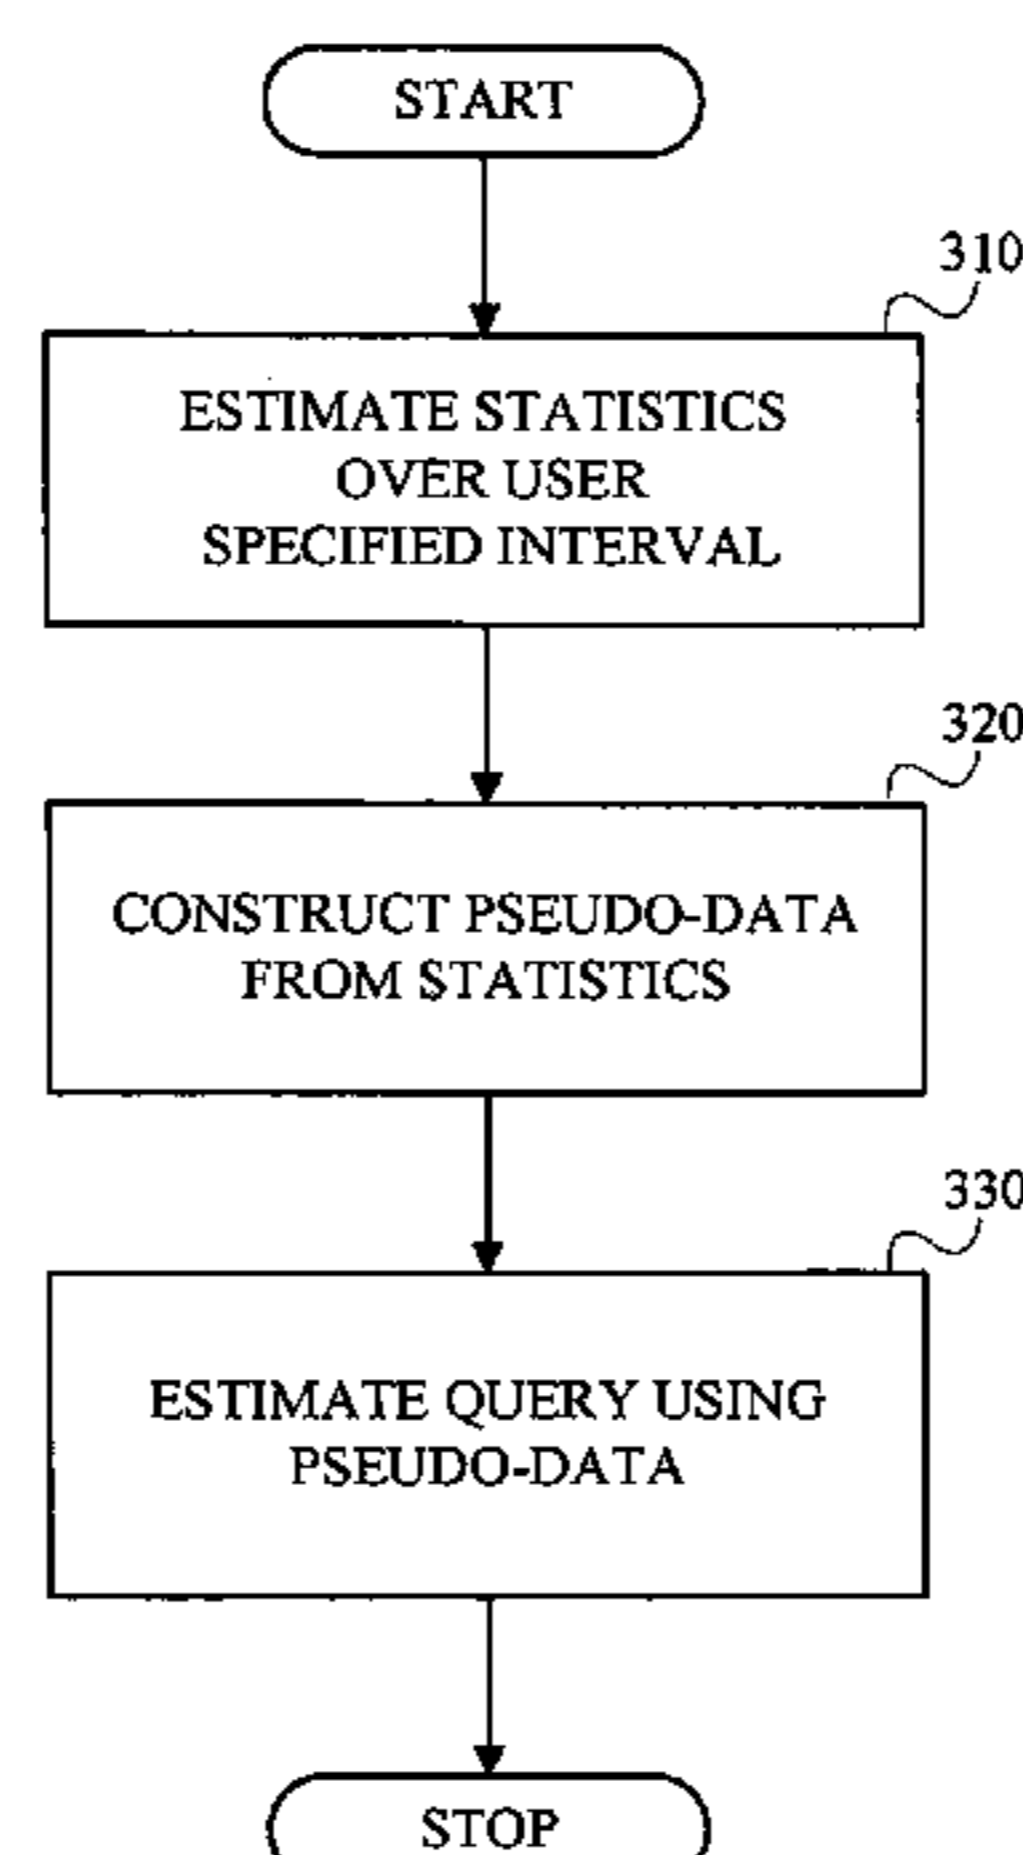 START
310
ESTIMATE STATISTICS
OVER USER
SPECIFIED INTERVAL
320
CONSTRUCT PSEUDO-DATA
FROM STATISTICS
330
ESTIMATE QUERY USING
PSEUDO-DATA
STOP